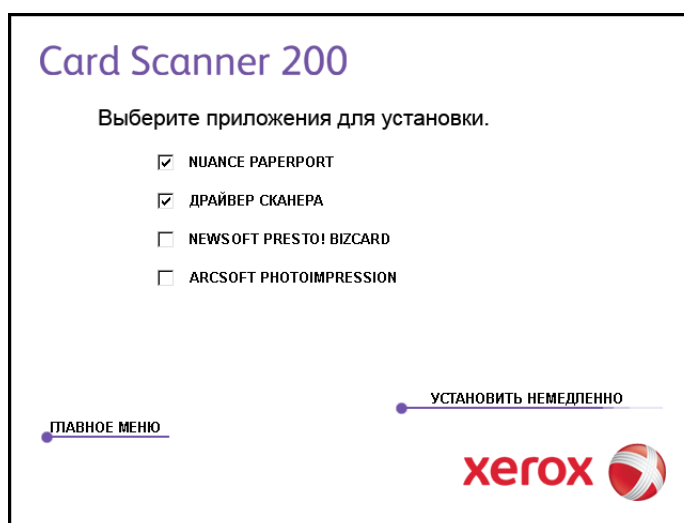 Card Scanner 200
Выберите приложения для установки.
NUANCE PAPERPORT
ДРАЙВЕР СКАНЕРА
NEWSOFT PRESTO! BIZCARD
ARCSOFT PHOTOIMPRESSION
УСТАНОВИТЬ НЕМЕДЛЕННО
ГЛАВНОЕ МЕНЮ
xerox